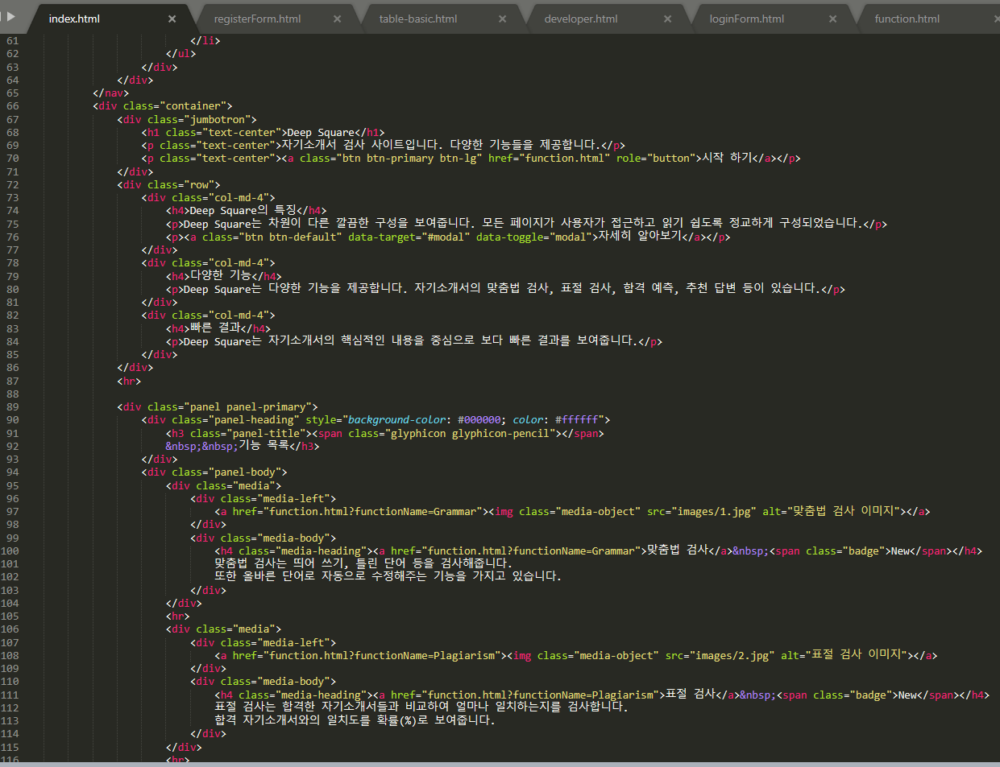 index.html × registerForm.html × table-basic.html × developer.html × loginForm.html × function.html ×
61 </li>
62 </ul>
63 </div>
64 </div>
65 </nav>
66 <div class="container">
67 <div class="jumbotron">
68 <h1 class="text-center">Deep Square</h1>
69 <p class="text-center">자기소개서 검사 사이트입니다. 다양한 기능들을 제공합니다.</p>
70 <p class="text-center"><a class="btn btn-primary btn-lg" href="function.html" role="button">시작 하기</a></p>
71 </div>
72 <div class="row">
73 <div class="col-md-4">
74 <h4>Deep Square의 특징</h4>
75 <p>Deep Square는 차원이 다른 깔끔한 구성을 보여줍니다. 모든 페이지가 사용자가 접근하고 읽기 쉽도록 정교하게 구성되었습니다.</p>
76 <p><a class="btn btn-default" data-target="#modal" data-toggle="modal">자세히 알아보기</a></p>
77 </div>
78 <div class="col-md-4">
79 <h4>다양한 기능</h4>
80 <p>Deep Square는 다양한 기능을 제공합니다. 자기소개서의 맞춤법 검사, 표절 검사, 합격 예측, 추천 답변 등이 있습니다.</p>
81 </div>
82 <div class="col-md-4">
83 <h4>빠른 결과</h4>
84 <p>Deep Square는 자기소개서의 핵심적인 내용을 중심으로 보다 빠른 결과를 보여줍니다.</p>
85 </div>
86 </div>
87 <hr>
88
89 <div class="panel panel-primary">
90 <div class="panel-heading" style="background-color: #000000; color: #ffffff">
91 <h3 class="panel-title"><span class="glyphicon glyphicon-pencil"></span>
92 &nbsp;&nbsp;기능 목록</h3>
93 </div>
94 <div class="panel-body">
95 <div class="media">
96 <div class="media-left">
97 <a href="function.html?functionName=Grammar"><img class="media-object" src="images/1.jpg" alt="맞춤법 검사 이미지"></a>
98 </div>
99 <div class="media-body">
100 <h4 class="media-heading"><a href="function.html?functionName=Grammar">맞춤법 검사</a>&nbsp;<span class="badge">New</span></h4>
101 맞춤법 검사는 띄어 쓰기, 틀린 단어 등을 검사해줍니다.
102 또한 올바른 단어로 자동으로 수정해주는 기능을 가지고 있습니다.
103 </div>
104 </div>
105 <hr>
106 <div class="media">
107 <div class="media-left">
108 <a href="function.html?functionName=Plagiarism"><img class="media-object" src="images/2.jpg" alt="표절 검사 이미지"></a>
109 </div>
110 <div class="media-body">
111 <h4 class="media-heading"><a href="function.html?functionName=Plagiarism">표절 검사</a>&nbsp;<span class="badge">New</span></h4>
112 표절 검사는 합격한 자기소개서들과 비교하여 얼마나 일치하는지를 검사합니다.
113 합격 자기소개서와의 일치도를 확률(%)로 보여줍니다.
114 </div>
115 </div>
116 <hr>